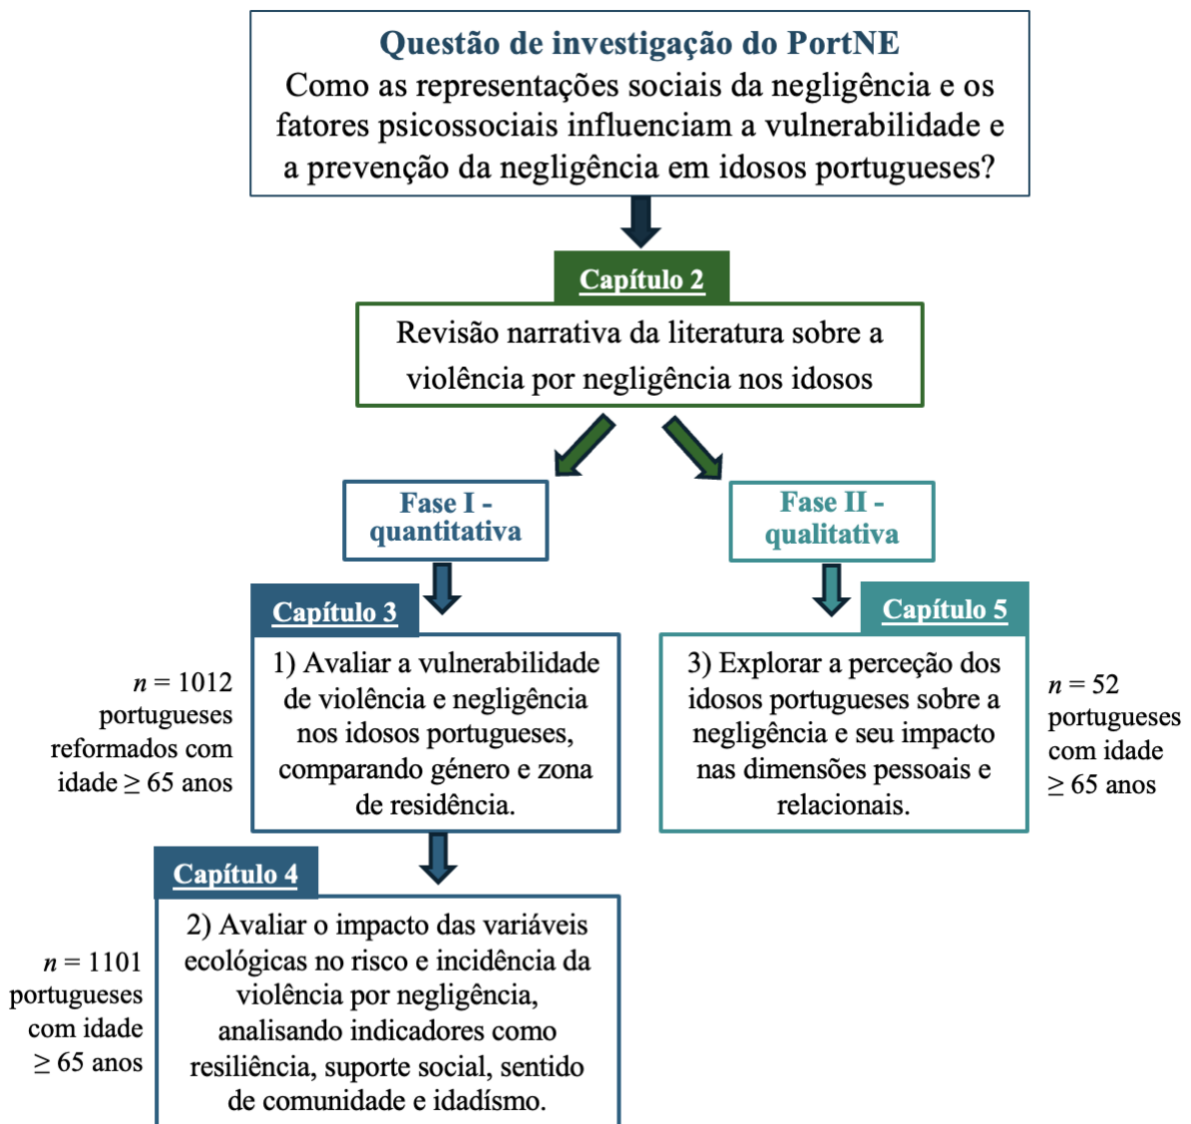 Questão de investigação do PortNE
Como as representações sociais da negligência e os
fatores psicossociais influenciam a vulnerabilidade e
a prevenção da negligência em idosos portugueses?
Capítulo 2
Revisão narrativa da literatura sobre a
violência por negligência nos idosos
Fase I -
quantitativa
Fase II -
qualitativa
Capítulo 3
1) Avaliar a vulnerabilidade
de violência e negligência
nos idosos portugueses,
comparando género e zona
de residência.
n = 1012
portugueses
reformados com
idade ≥ 65 anos
Capítulo 5
3) Explorar a perceção dos
idosos portugueses sobre a
negligência e seu impacto
nas dimensões pessoais e
relacionais.
n = 52
portugueses
com idade
≥ 65 anos
Capítulo 4
2) Avaliar o impacto das variáveis
ecológicas no risco e incidência da
violência por negligência,
analisando indicadores como
resiliência, suporte social, sentido
de comunidade e idadísmo.
n = 1101
portugueses
com idade
≥ 65 anos